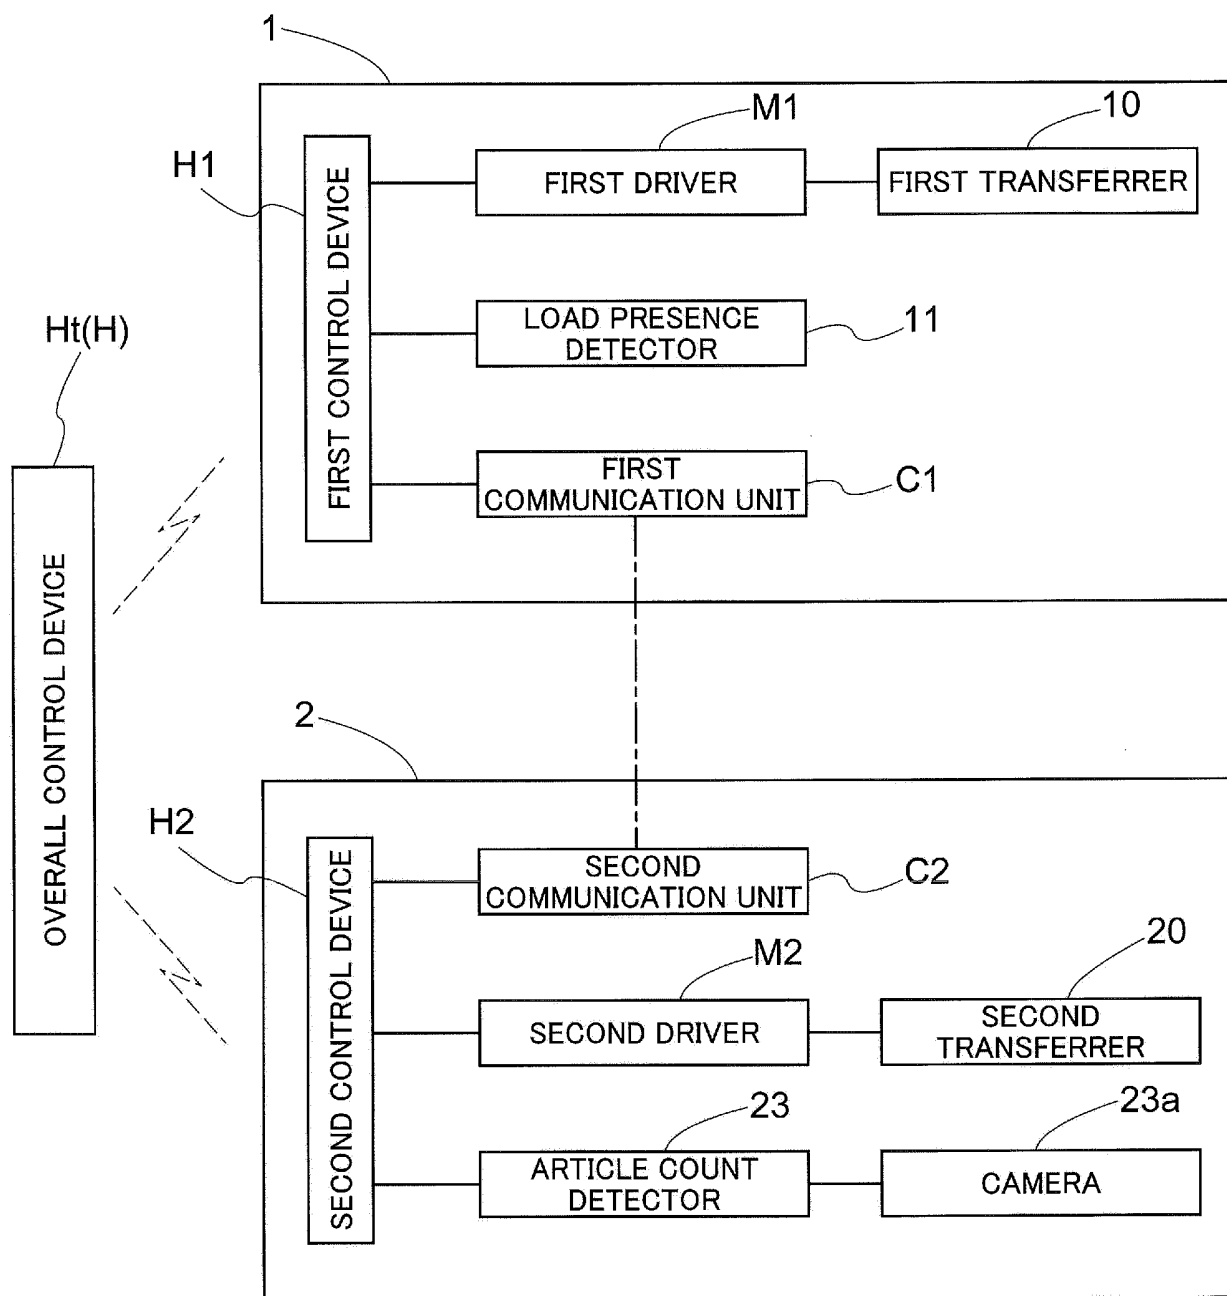 1
M1
10
H1
FIRST DRIVER
FIRST TRANSFERRER
FIRST CONTROL DEVICE
LOAD PRESENCE
DETECTOR
11
Ht(H)
FIRST
COMMUNICATION UNIT
C1
OVERALL CONTROL DEVICE
2
H2
SECOND
COMMUNICATION UNIT
C2
SECOND CONTROL DEVICE
M2
20
SECOND DRIVER
SECOND
TRANSFERRER
23
23a
ARTICLE COUNT
DETECTOR
CAMERA